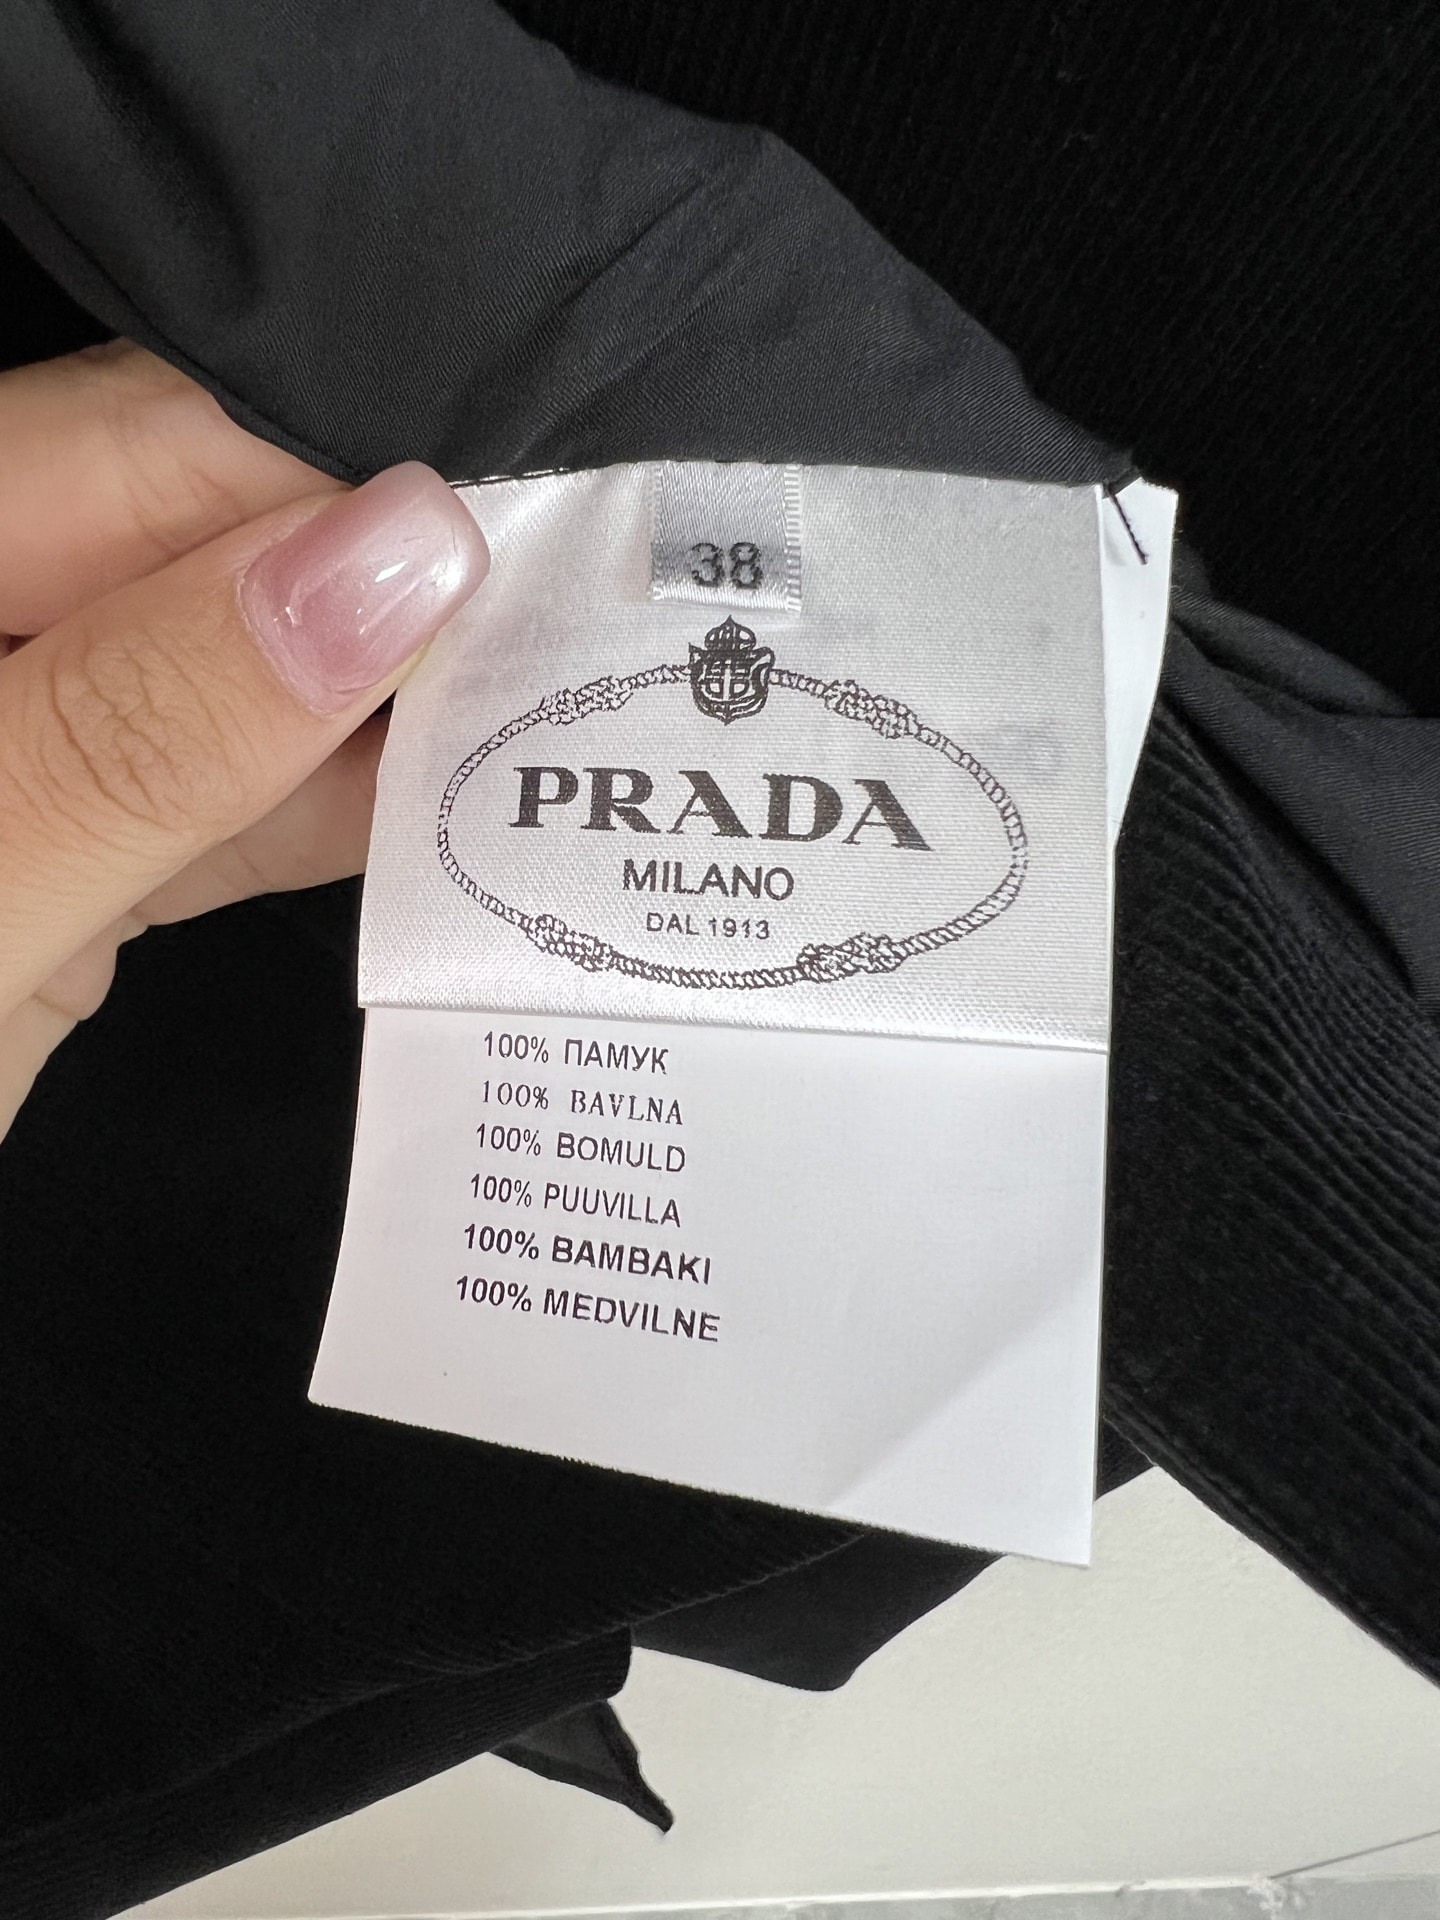 38
PRADA
MILANO
DAL 1913
100% ПАМУК
100% BAVLNA
100% BOMULD
100% PUUVILLA
100% BAMBAKI
100% MEDVILNE